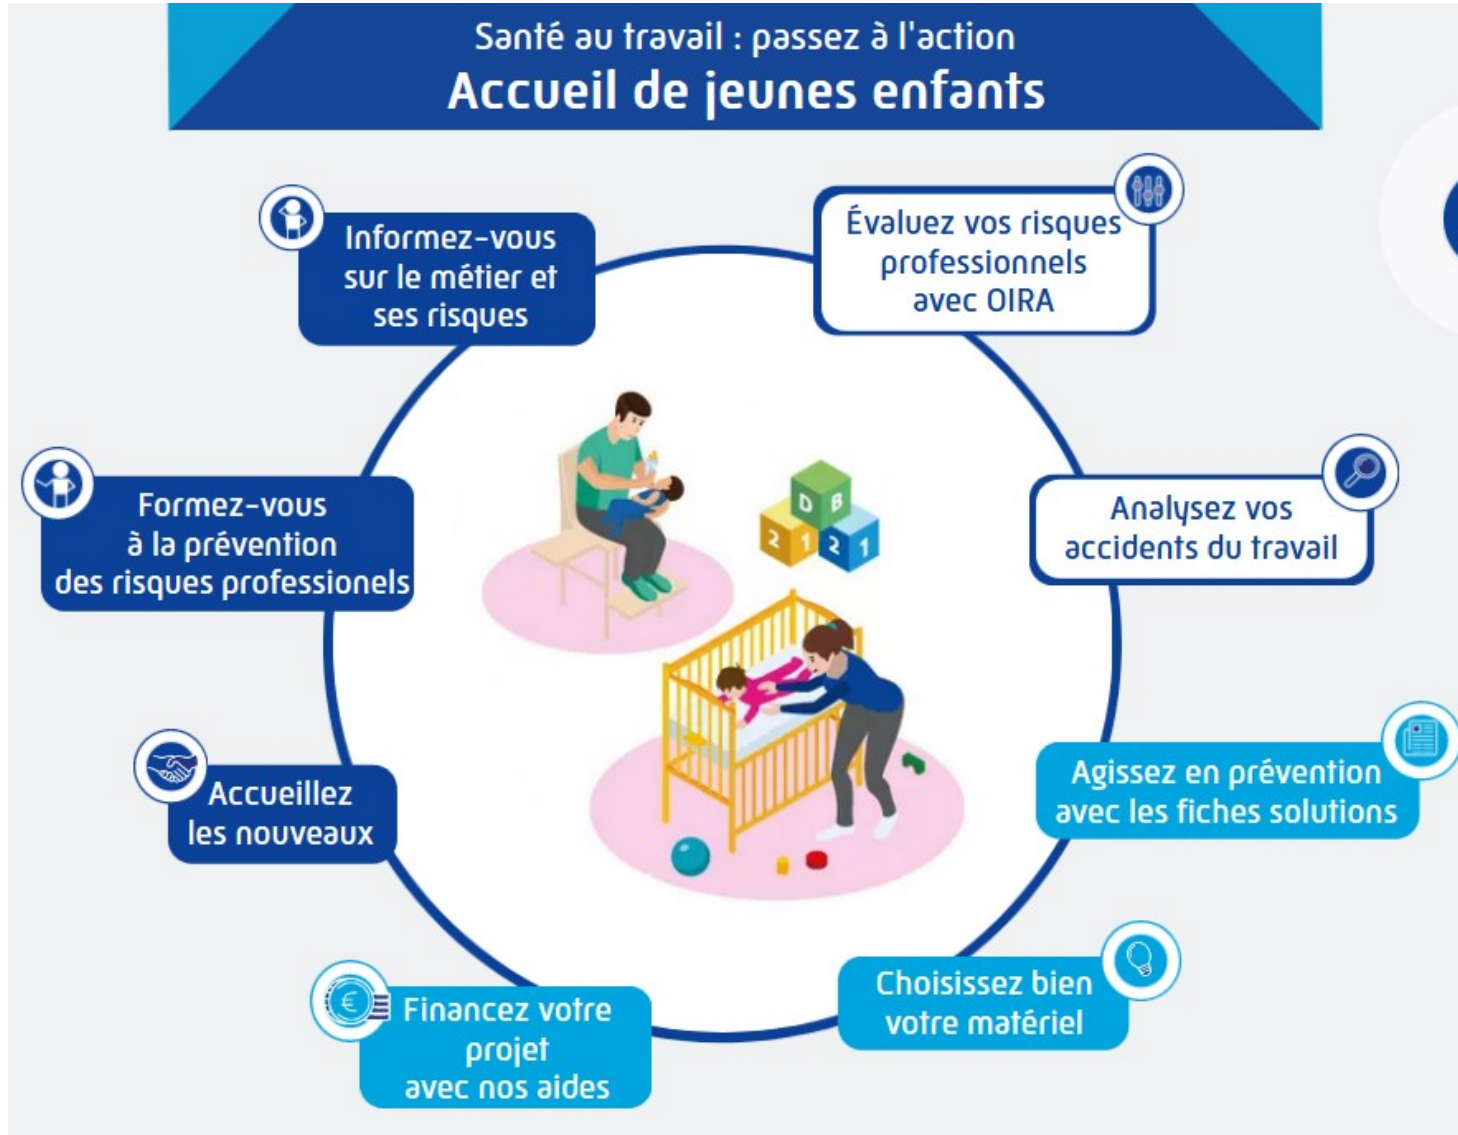 Santé au travail : passez à l'action
Accueil de jeunes enfants
Informez-vous
sur le métier et
ses risques
Évaluez vos risques
professionnels
avec OIRA
Formez-vous
à la prévention
des risques professionels
Analysez vos
accidents du travail
D B
2 1 2 1
Accueillez
les nouveaux
Agissez en prévention
avec les fiches solutions
Financez votre
projet
avec nos aides
€
Choisissez bien
votre matériel